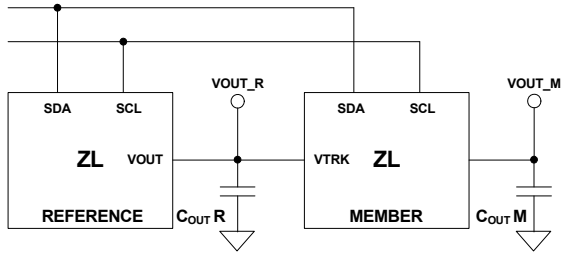 VOUT_R
VOUT_M
SDA SCL
SDA SCL
ZL VOUT
VTRK ZL
REFERENCE
COUT R
MEMBER
COUT M